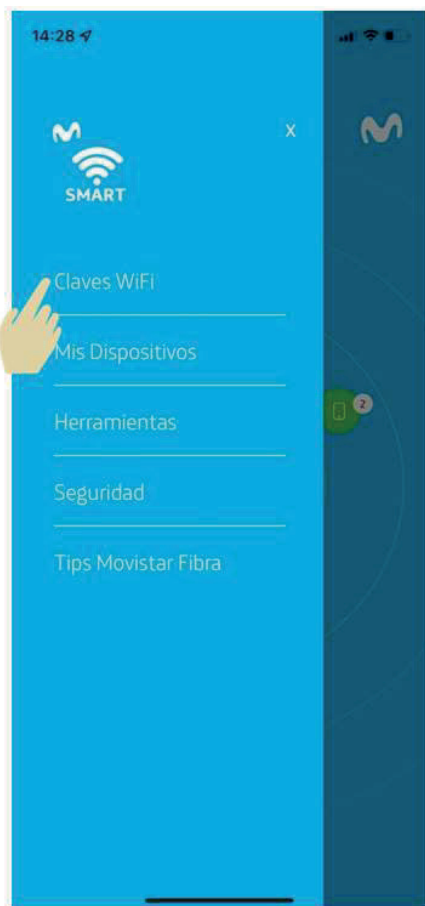 14:28
X
SMART
Claves WiFi
Mis Dispositivos
2
Herramientas
Seguridad
Tips Movistar Fibra